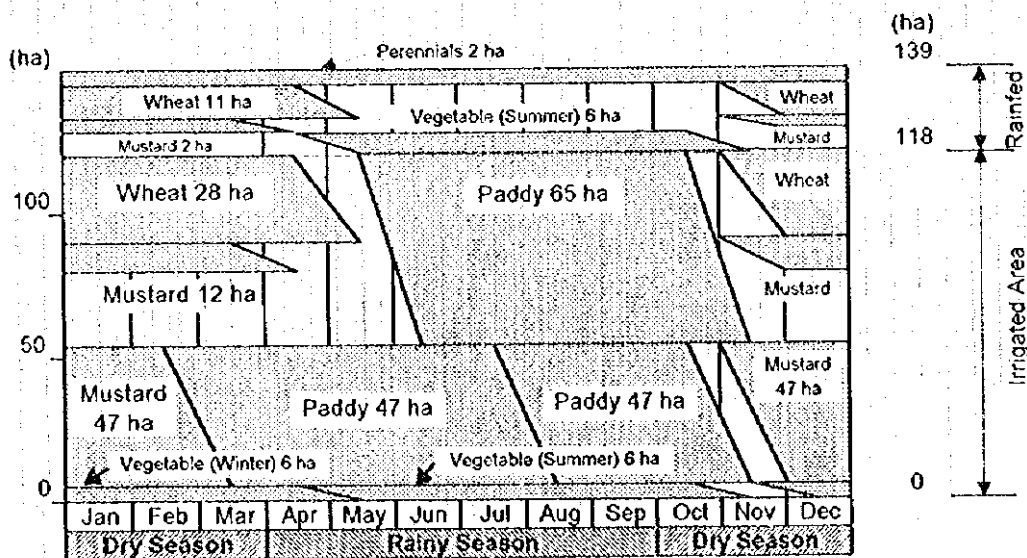 (ha)
(ha)
Perennials 2 ha
139
Wheat 11 ha
Vegetable (Summer) 6 ha
Wheat
Rainfed
Mustard 2 ha
Mustard
118
Wheat 28 ha
Paddy 65 ha
Wheat
100
Mustard 12 ha
Mustard
Irrigated Area
50
Mustard
47 ha
Paddy 47 ha
Paddy 47 ha
Mustard
47 ha
Vegetable (Winter) 6 ha
Vegetable (Summer) 6 ha
0
0
Jan Feb Mar Apr May Jun Jul Aug Sep Oct Nov Dec
Dry Season Rainy Season Dry Season